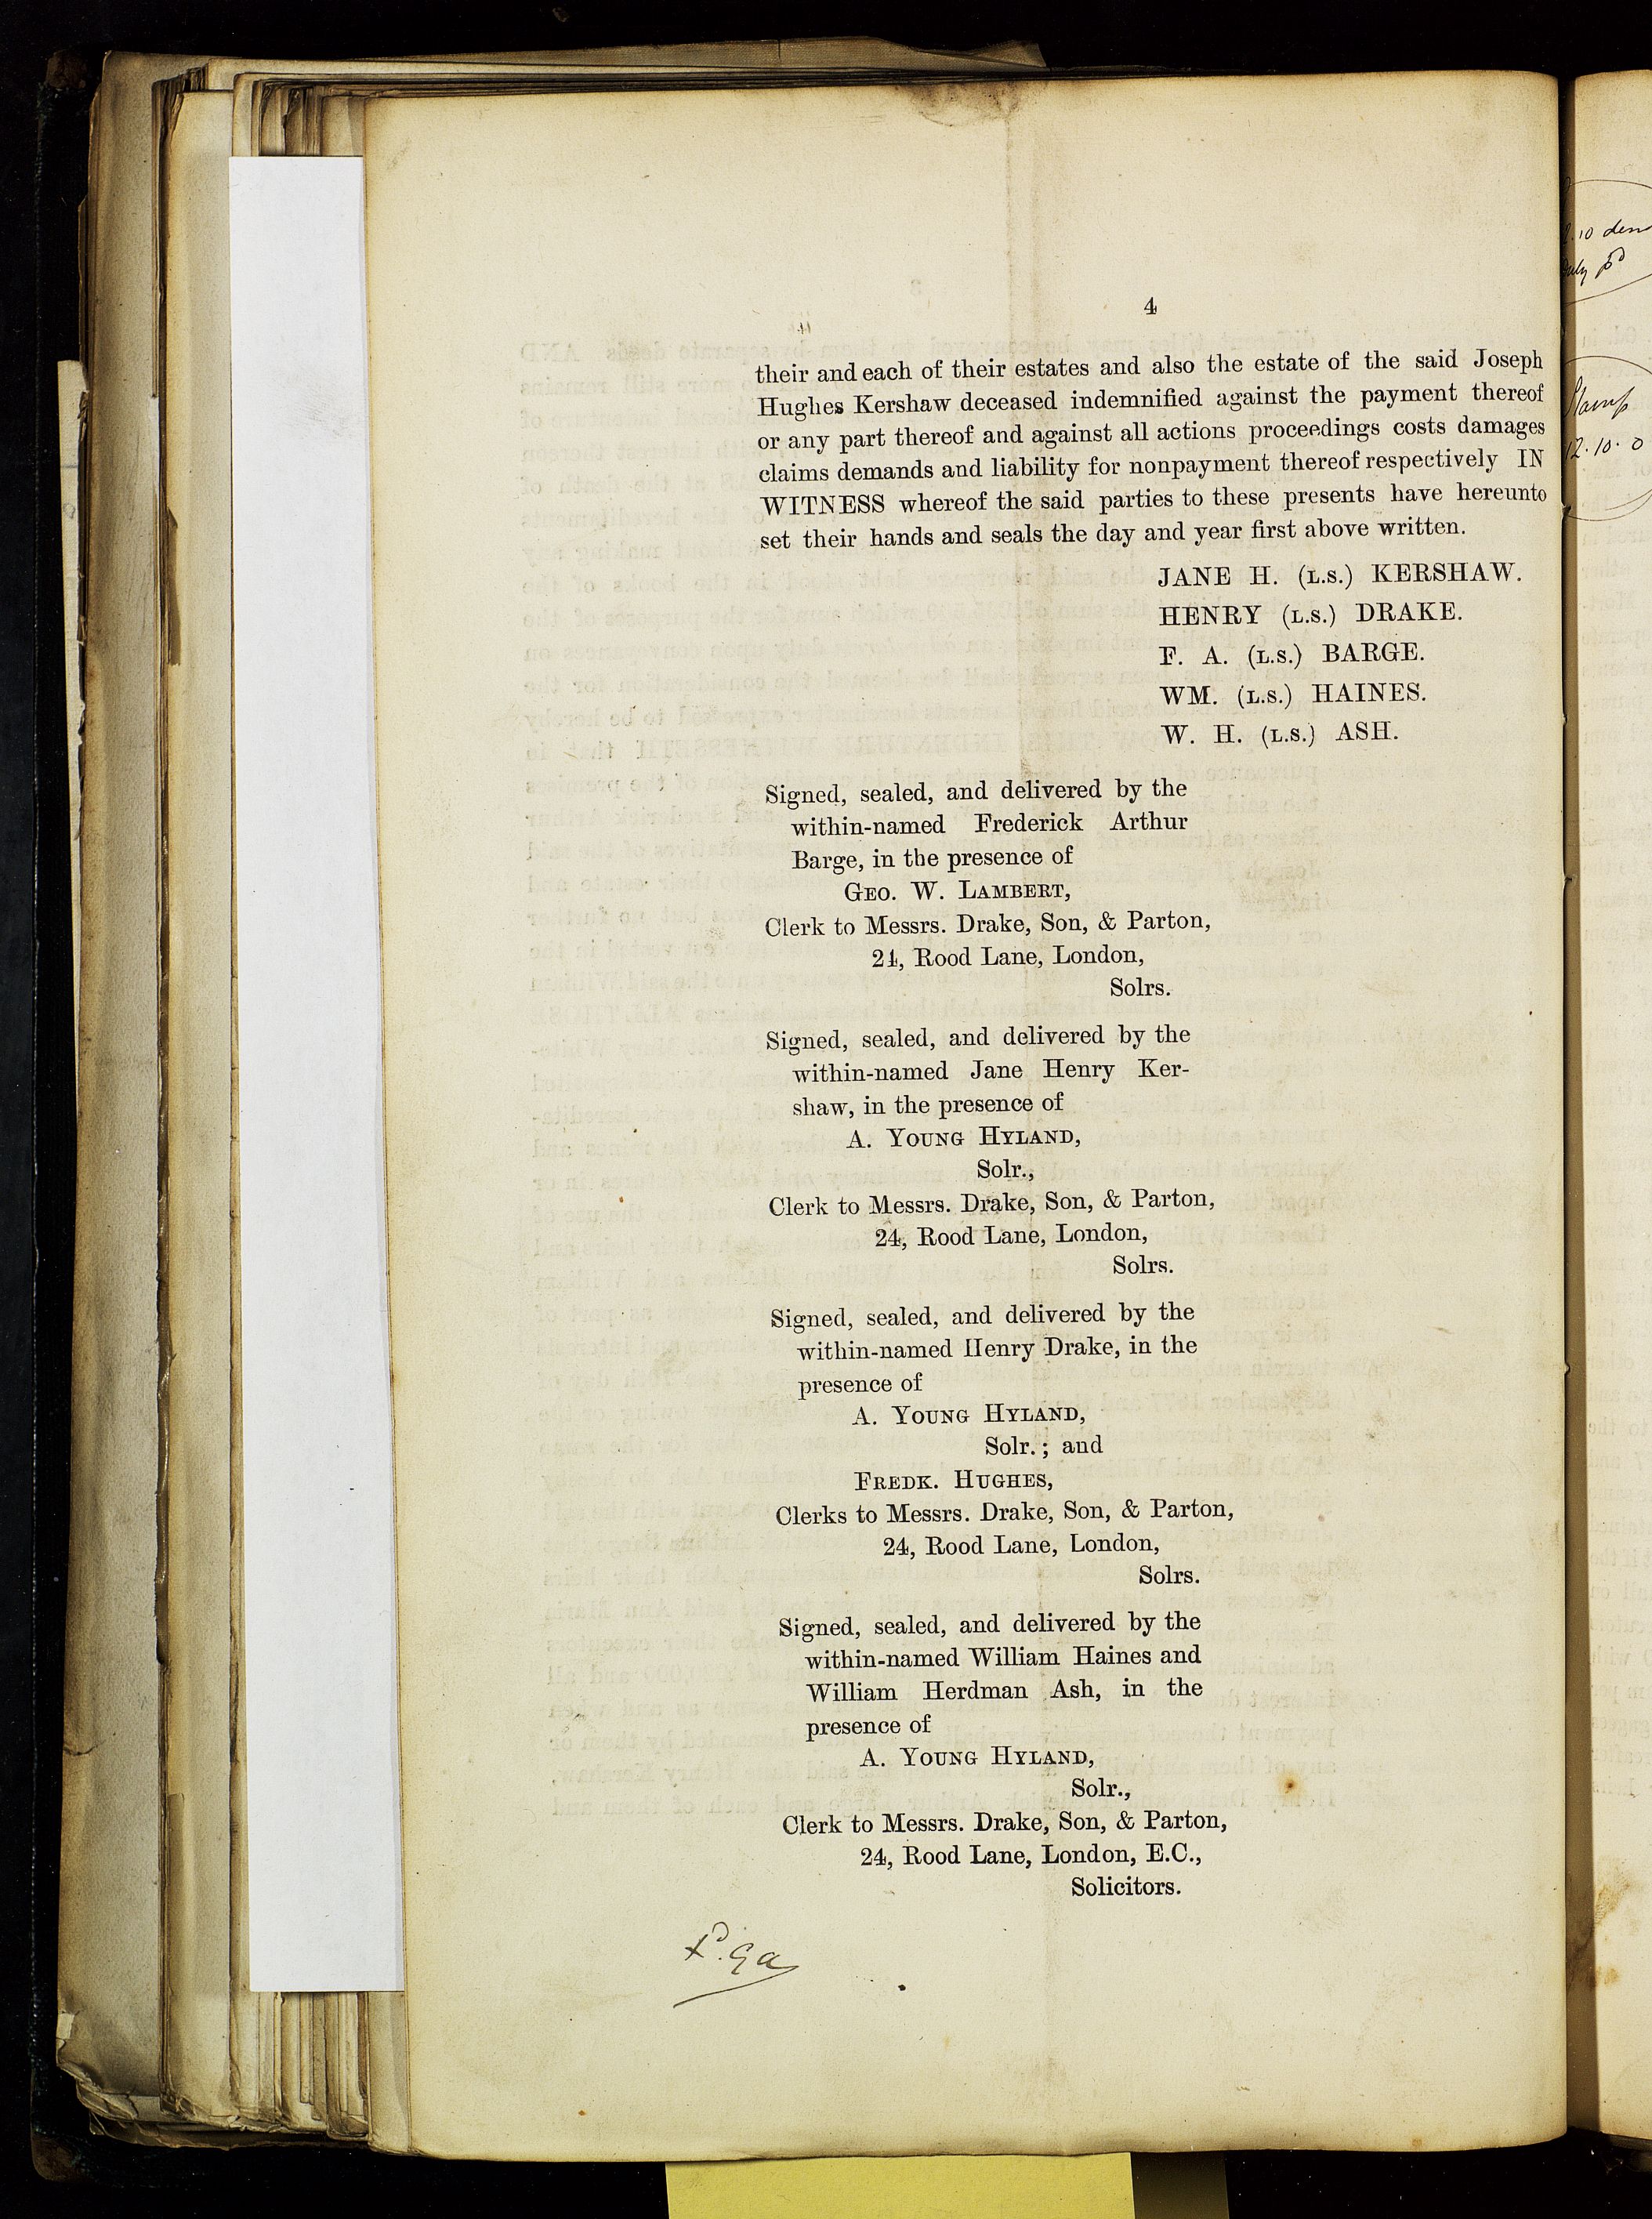 4
their and each of their estates and also the estate of the said Joseph
Hughes Kershaw deceased indemnified against the payment thereof
or any part thereof and against all actions proceedings costs damages
claims demands and liability for nonpayment thereof respectively IN
WITNESS whereof the said parties to these presents have hereunto
set their hands and seals the day and year first above written.
JANE H. (L.S.) KERSHAW.
HENRY (L.S.) DRAKE.
F. A. (L.S.) BARGE.
WM. (L.S.) HAINES.
W. H. (L.S.) ASH.
Signed, sealed, and delivered by the
within-named Frederick Arthur
Barge, in the presence of
GEO. W. LAMBERT,
Clerk to Messrs. Drake, Son, & Parton,
24, Rood Lane, London,
Solrs.
Signed, sealed, and delivered by the
within-named Jane Henry Ker-
shaw, in the presence of
A. YOUNG HYLAND,
Solr.,
Clerk to Messrs. Drake, Son, & Parton,
24, Rood Lane, London,
Solrs.
Signed, sealed, and delivered by the
within-named Henry Drake, in the
presence of
A. YOUNG HYLAND,
Solr.; and
FREDK. HUGHES,
Clerks to Messrs. Drake, Son, & Parton,
24, Rood Lane, London,
Solrs.
Signed, sealed, and delivered by the
within-named William Haines and
William Herdman Ash, in the
presence of
A. YOUNG HYLAND,
Solr.,
Clerk to Messrs. Drake, Son, & Parton,
24, Rood Lane, London, E.C.,
Solicitors.